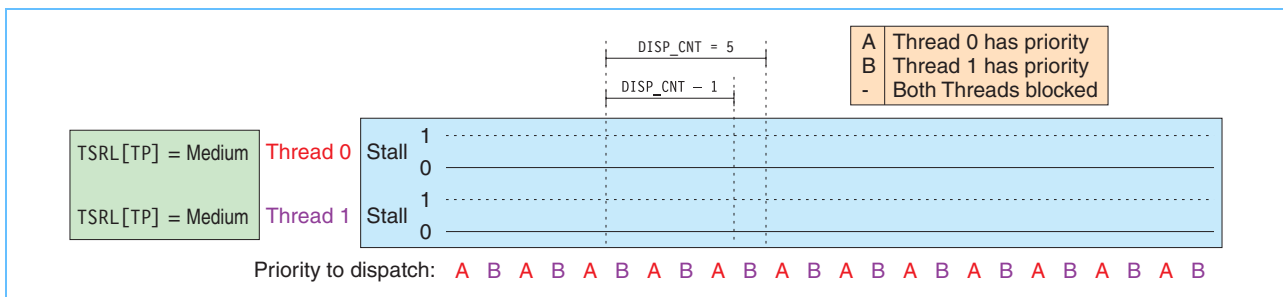 DISP_CNT = 5
DISP_CNT – 1
A Thread 0 has priority
B Thread 1 has priority
- Both Threads blocked
TSRL[TP] = Medium Thread 0 Stall 1
0
TSRL[TP] = Medium Thread 1 Stall 1
0
Priority to dispatch: A B A B A B A B A B A B A B A B A B A B A B A B